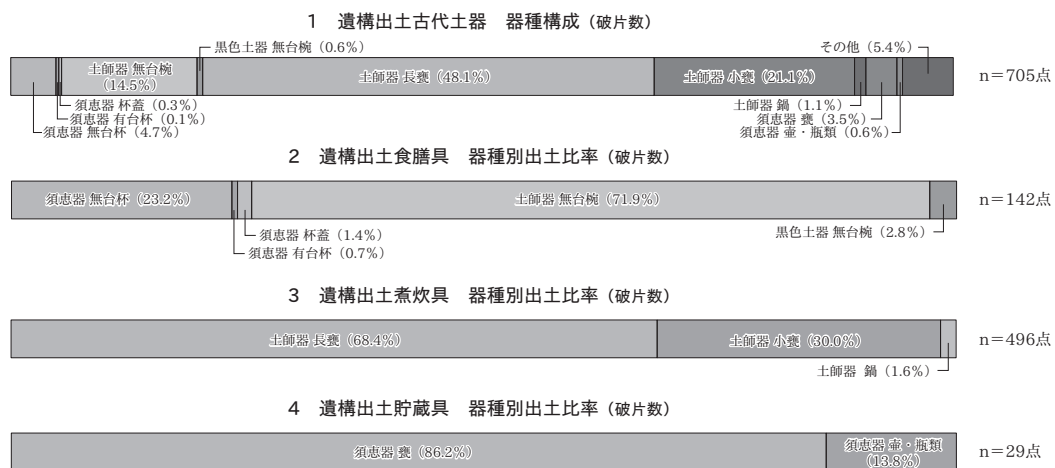 1 遺構出土古代土器 器種構成（破片数）
黒色土器 無台椀（0.6%）
その他（5.4%）
土師器 無台椀
（14.5%）
土師器 長甕（48.1%）
土師器 小甕（21.1%）
n＝705点
須恵器 杯蓋（0.3%）
須恵器 有台杯（0.1%）
須恵器 無台杯（4.7%）
土師器 鍋（1.1%）
須恵器 甕（3.5%）
須恵器 壷・瓶類（0.6%）
2 遺構出土食膳具 器種別出土比率（破片数）
須恵器 無台杯（23.2%）
土師器 無台椀（71.9%）
n＝142点
須恵器 杯蓋（1.4%）
須恵器 有台杯（0.7%）
黒色土器 無台椀（2.8%）
3 遺構出土煮炊具 器種別出土比率（破片数）
土師器 長甕（68.4%）
土師器 小甕（30.0%）
n＝496点
土師器 鍋（1.6%）
4 遺構出土貯蔵具 器種別出土比率（破片数）
須恵器 甕（86.2%）
須恵器 壷・瓶類
（13.8%）
n＝29点